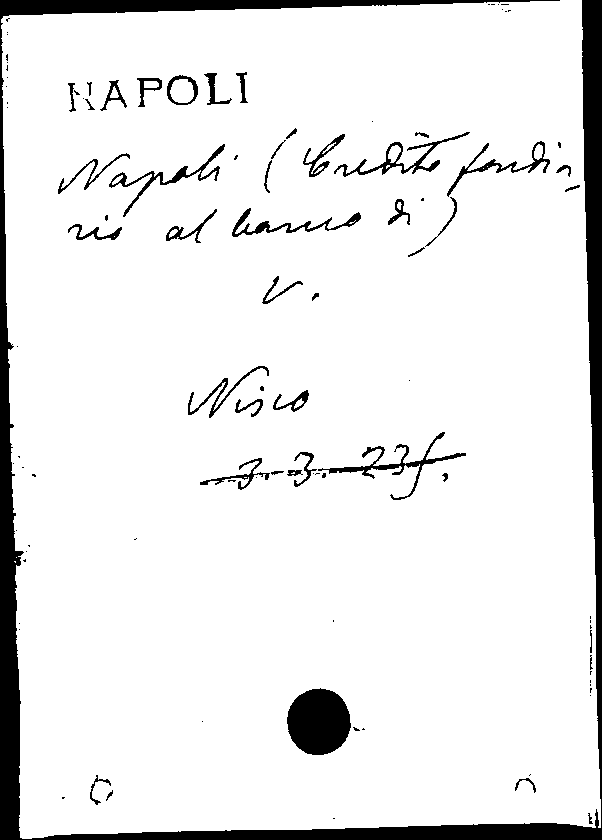 NAPOLI
Napoli (Credito fondia-
rio al banco di)
V.
Nisco
3. 3. 23f.